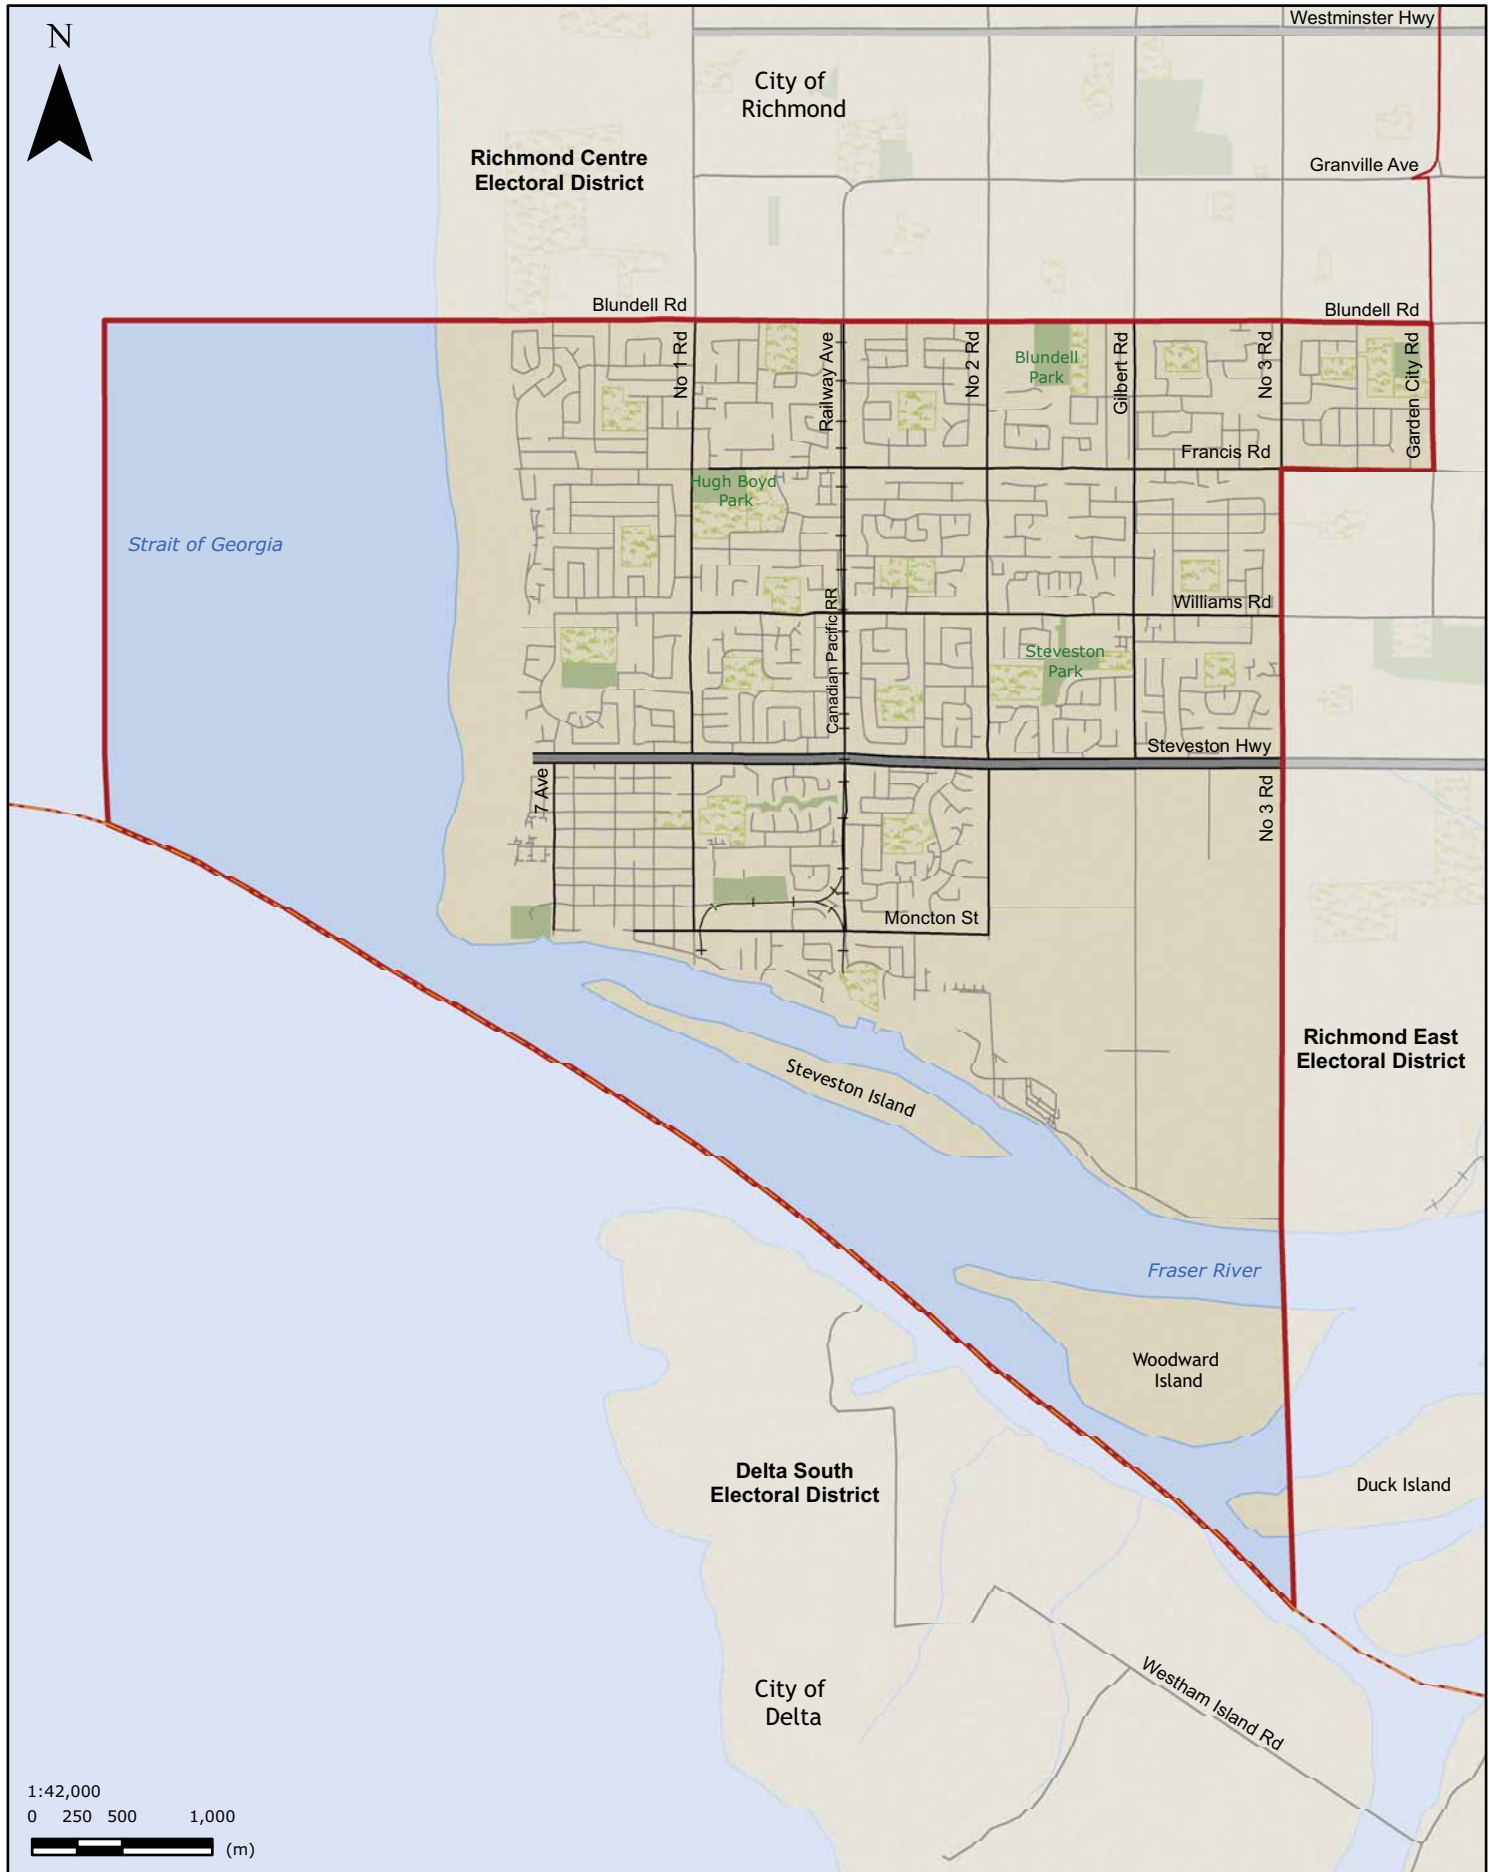 Westminster Hwy
N
City of
Richmond
Richmond Centre
Electoral District
Granville Ave
Blundell Rd
Blundell Rd
No 1 Rd
Railway Ave
No 2 Rd
Blundell
Park
Gilbert Rd
No 3 Rd
Garden City Rd
Francis Rd
Hugh Boyd
Park
Strait of Georgia
Canadian Pacific RR
Williams Rd
Steveston
Park
Steveston Hwy
7 Ave
No 3 Rd
Moncton St
Richmond East
Electoral District
Steveston Island
Fraser River
Woodward
Island
Delta South
Electoral District
Duck Island
City of
Delta
Westham Island Rd
1:42,000
0 250 500 1,000
(m)